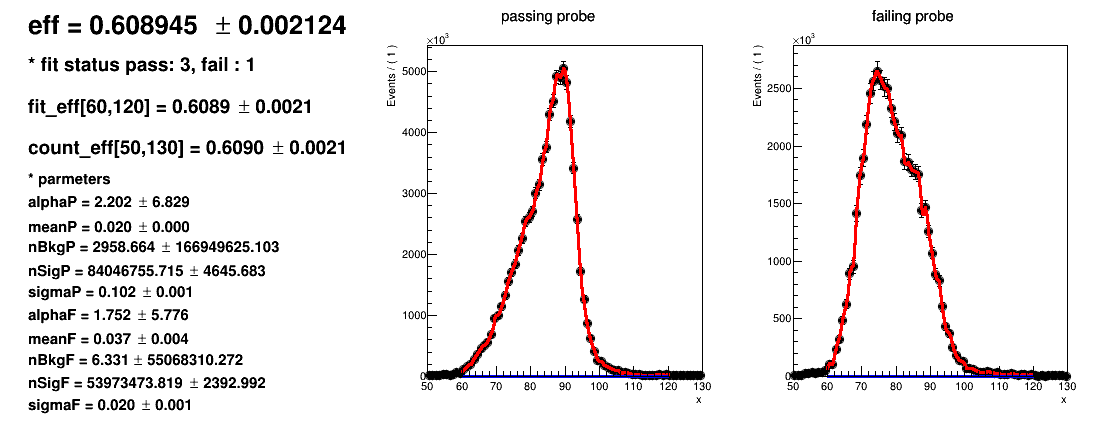 eff = 0.608945 ± 0.002124
* fit status pass: 3, fail : 1
fit_eff[60,120] = 0.6089 ± 0.0021
count_eff[50,130] = 0.6090 ± 0.0021
* parmeters
alphaP = 2.202 ± 6.829
meanP = 0.020 ± 0.000
nBkgP = 2958.664 ± 166949625.103
nSigP = 84046755.715 ± 4645.683
sigmaP = 0.102 ± 0.001
alphaF = 1.752 ± 5.776
meanF = 0.037 ± 0.004
nBkgF = 6.331 ± 55068310.272
nSigF = 53973473.819 ± 2392.992
sigmaF = 0.020 ± 0.001
passing probe
×10³
Events / ( 1 )
5000
4000
3000
2000
1000
0
50 60 70 80 90 100 110 120 130
x
failing probe
×10³
Events / ( 1 )
2500
2000
1500
1000
500
0
50 60 70 80 90 100 110 120 130
x